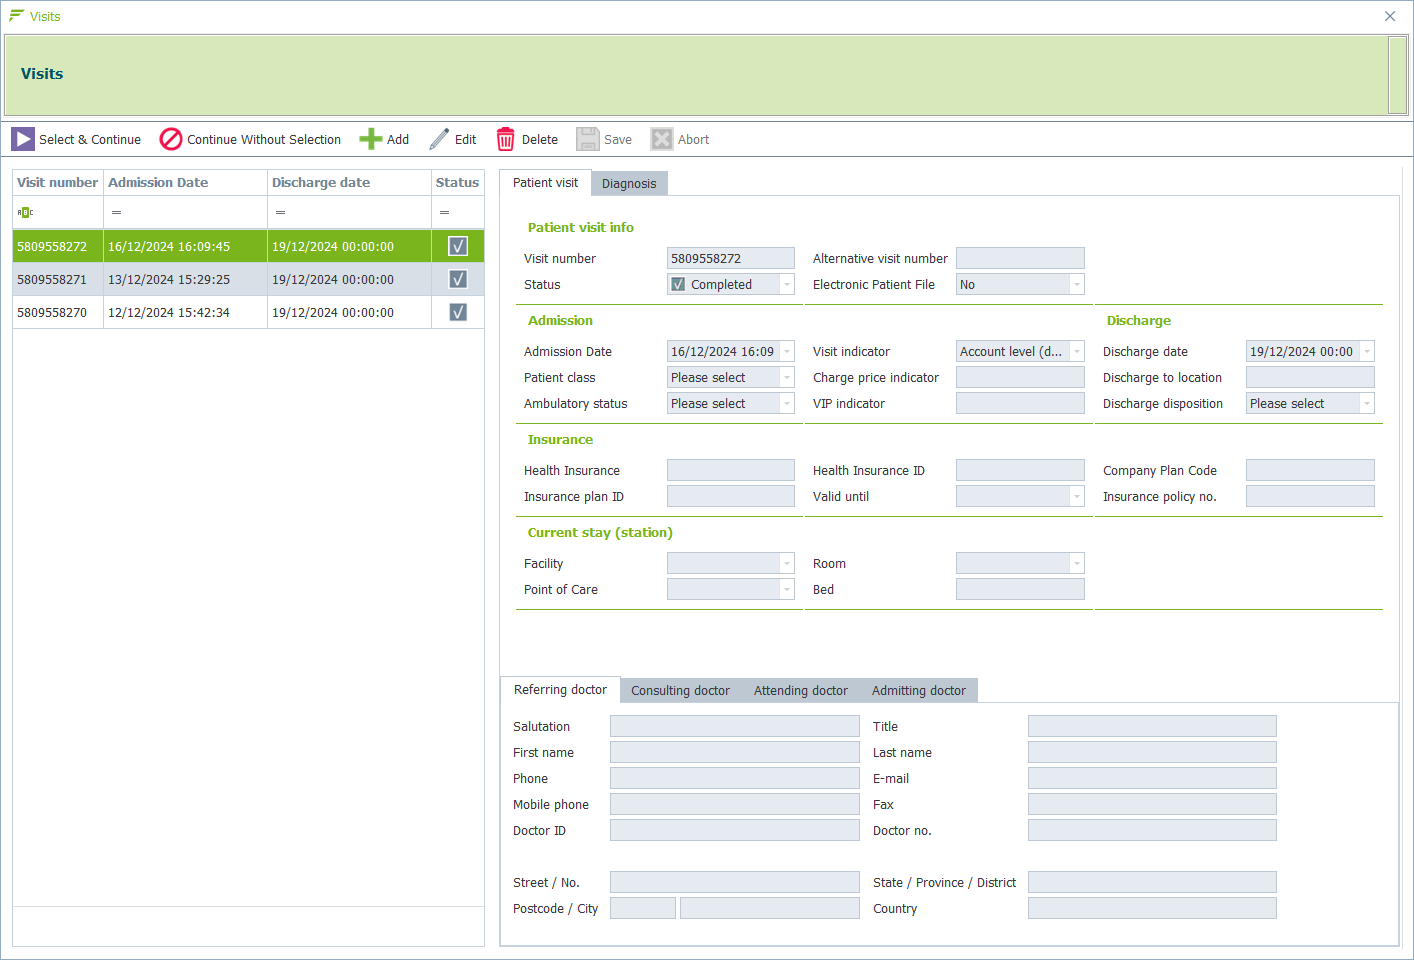 Visits
Visits
Select & Continue Continue Without Selection Add Edit Delete Save Abort
Visit number Admission Date Discharge date Status
ABC = = =
5809558272 16/12/2024 16:09:45 19/12/2024 00:00:00
5809558271 13/12/2024 15:29:25 19/12/2024 00:00:00
5809558270 12/12/2024 15:42:34 19/12/2024 00:00:00
Patient visit Diagnosis
Patient visit info
Visit number 5809558272 Alternative visit number
Status Completed Electronic Patient File No
Admission Discharge
Admission Date 16/12/2024 16:09 Visit indicator Account level (d... Discharge date 19/12/2024 00:00
Patient class Please select Charge price indicator Discharge to location
Ambulatory status Please select VIP indicator Discharge disposition Please select
Insurance
Health Insurance Health Insurance ID Company Plan Code
Insurance plan ID Valid until Insurance policy no.
Current stay (station)
Facility Room
Point of Care Bed
Referring doctor Consulting doctor Attending doctor Admitting doctor
Salutation Title
First name Last name
Phone E-mail
Mobile phone Fax
Doctor ID Doctor no.
Street / No. State / Province / District
Postcode / City Country